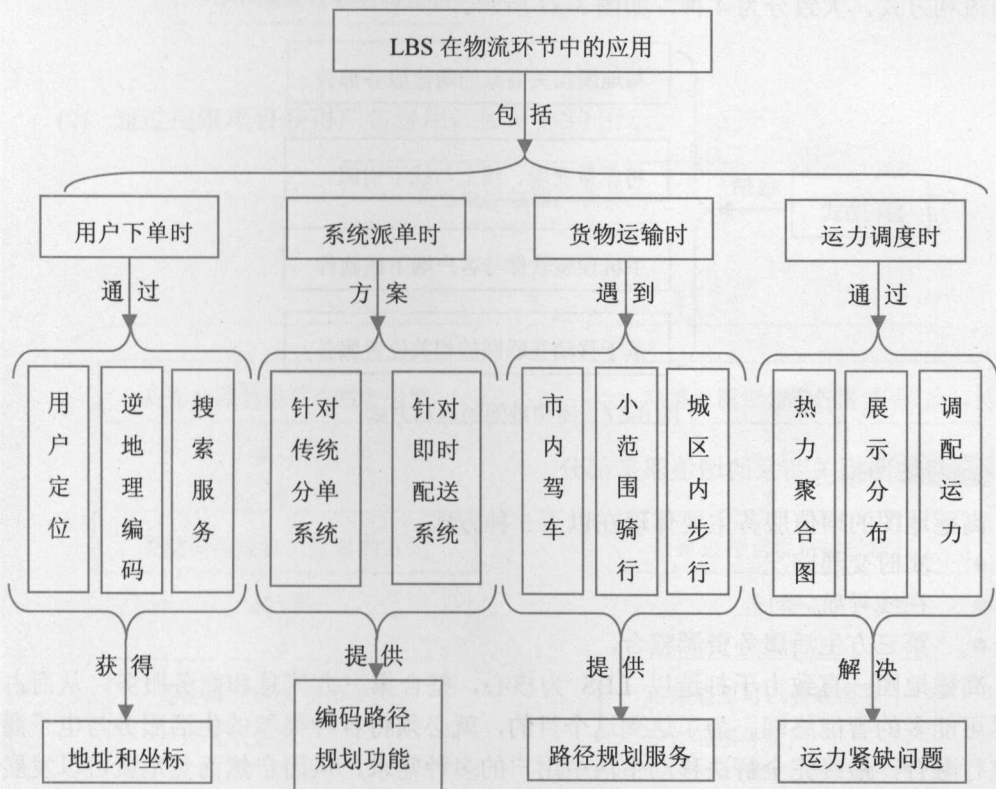 LBS 在物流环节中的应用
包括
用户下单时
系统派单时
货物运输时
运力调度时
通过
方案
遇到
通过
用户定位
逆地理编码
搜索服务
针对
传统
分单
系统
针对
即时
配送
系统
市内驾车
小范围骑行
城区内步行
热力聚合图
展示分布
调配运力
获得
提供
提供
解决
地址和坐标
编码路径
规划功能
路径规划服务
运力紧缺问题